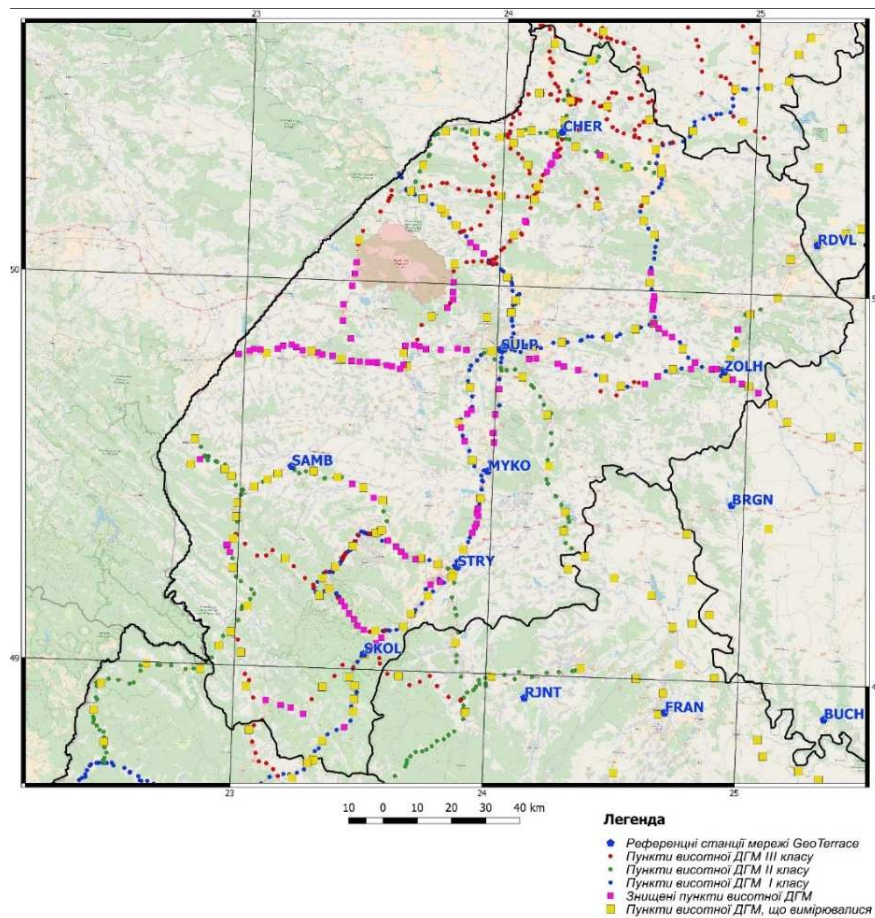 23 24 25
CHER
RDVL
50 50
SULP
ZOLH
SAMB
MYKO
BRGN
STRY
SKOL
49 49
RJNT
FRAN
BUCH
23 24 25
10 0 10 20 30 40 km
Легенда
Референцні станції мережі GeoTerrace
Пункти висотної ДГМ III класу
Пункти висотної ДГМ II класу
Пункти висотної ДГМ I класу
Знищені пункти висотної ДГМ
Пункти висотної ДГМ, що вимірювалися